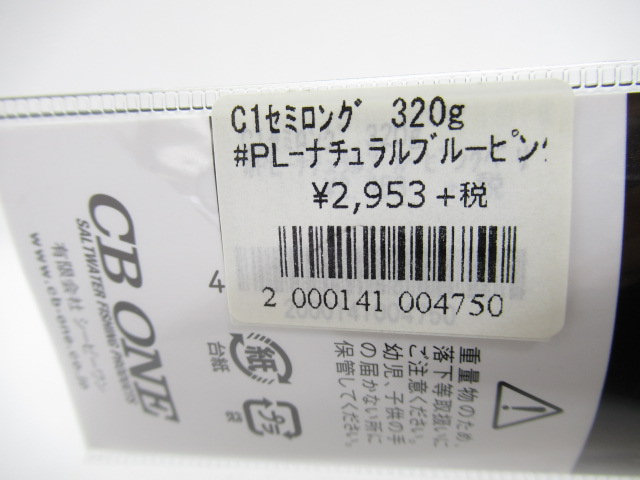 C1ｾﾐﾛﾝｸﾞ 320g
#PL-ﾅﾁｭﾗﾙﾌﾞﾙｰﾋﾟﾝ
¥2,953 +税
2 000141 004750
4
CB ONE
SALTWATER FISHING PRODUCTS
有限会社 シービーワン
www.cb-one.co.jp
紙
台紙
プラ
重量物のため、
落下等取扱いに
ご注意ください。
幼児、子供の手
の届かない所に
保管してください。